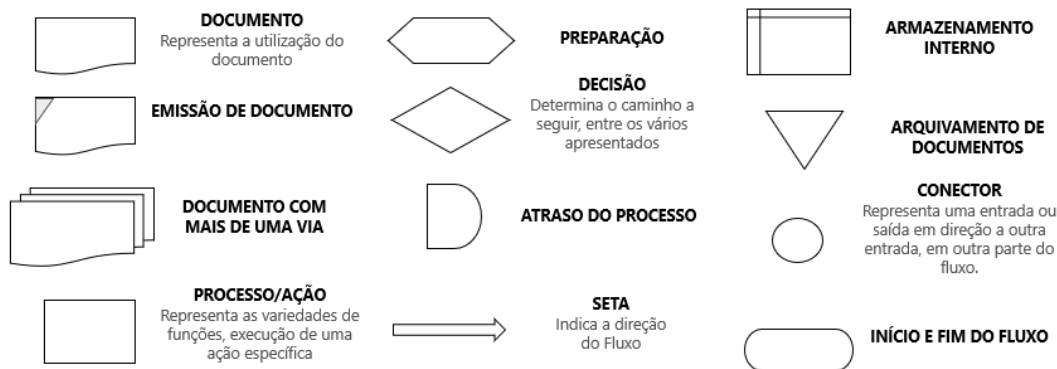 DOCUMENTO
Representa a utilização do
documento
EMISSÃO DE DOCUMENTO
DOCUMENTO COM
MAIS DE UMA VIA
PROCESSO/AÇÃO
Representa as variedades de
funções, execução de uma
ação específica
PREPARAÇÃO
DECISÃO
Determina o caminho a
seguir, entre os vários
apresentados
ATRASO DO PROCESSO
SETA
Indica a direção
do Fluxo
ARMAZENAMENTO
INTERNO
ARQUIVAMENTO DE
DOCUMENTOS
CONECTOR
Representa uma entrada ou
saída em direção a outra
entrada, em outra parte do
fluxo.
INÍCIO E FIM DO FLUXO